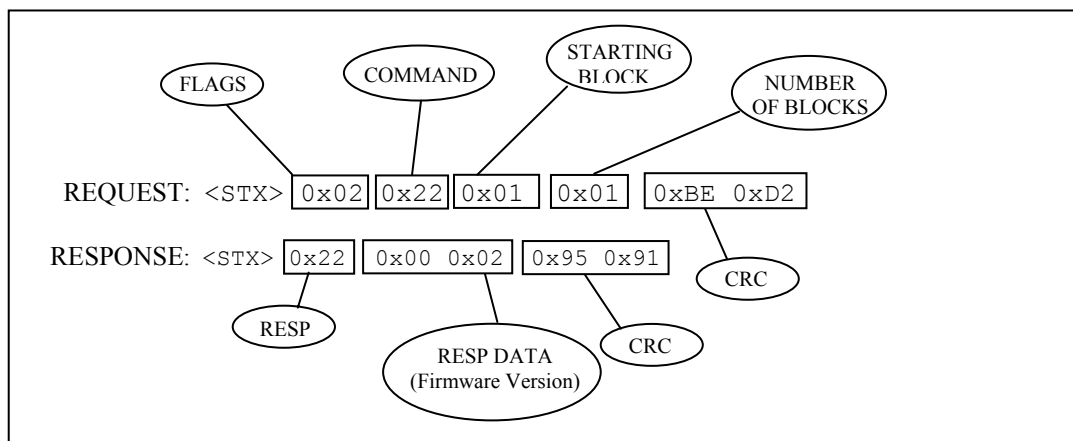 STARTING
BLOCK
COMMAND
NUMBER
OF BLOCKS
FLAGS
REQUEST: <STX> 0x02 0x22 0x01 0x01 0xBE 0xD2
RESPONSE: <STX> 0x22 0x00 0x02 0x95 0x91
CRC
RESP
CRC
RESP DATA
(Firmware Version)